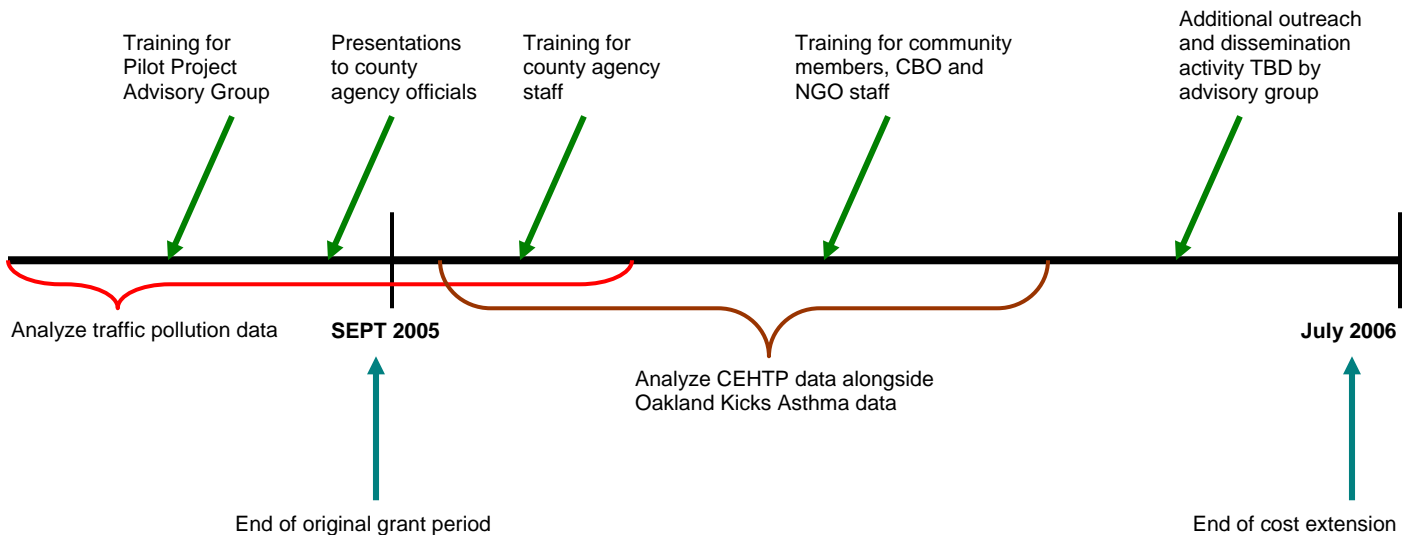 Training for
Pilot Project
Advisory Group
Presentations
to county
agency officials
Training for
county agency
staff
Training for community
members, CBO and
NGO staff
Additional outreach
and dissemination
activity TBD by
advisory group
Analyze traffic pollution data
SEPT 2005
July 2006
Analyze CEHTP data alongside
Oakland Kicks Asthma data
End of original grant period
End of cost extension